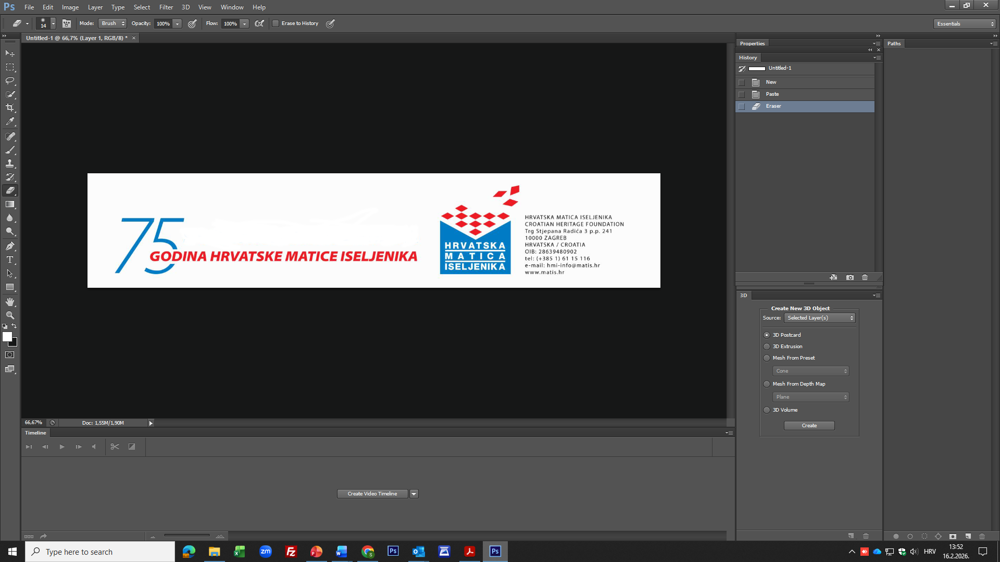 Ps File Edit Image Layer Type Select Filter 3D View Window Help
14 Mode: Brush Opacity: 100% Flow: 100% Erase to History Essentials
Untitled-1 @ 66,7% (Layer 1, RGB/8) * ×
Properties
Paths
History
Untitled-1
New
Paste
Eraser
75
GODINA HRVATSKE MATICE ISELJENIKA
HRVATSKA
MATICA
ISELJENIKA
HRVATSKA MATICA ISELJENIKA
CROATIAN HERITAGE FOUNDATION
Trg Stjepana Radića 3 p.p. 241
10000 ZAGREB
HRVATSKA / CROATIA
OIB: 28639480902
tel: (+385 1) 61 15 116
e-mail: hmi-info@matis.hr
www.matis.hr
3D
Create New 3D Object
Source: Selected Layer(s)
3D Postcard
3D Extrusion
Mesh From Preset
Cone
Mesh From Depth Map
Plane
3D Volume
Create
66,67% Doc: 1,55M/1,90M
Timeline
Create Video Timeline
Type here to search
HRV
13:52
16.2.2026.